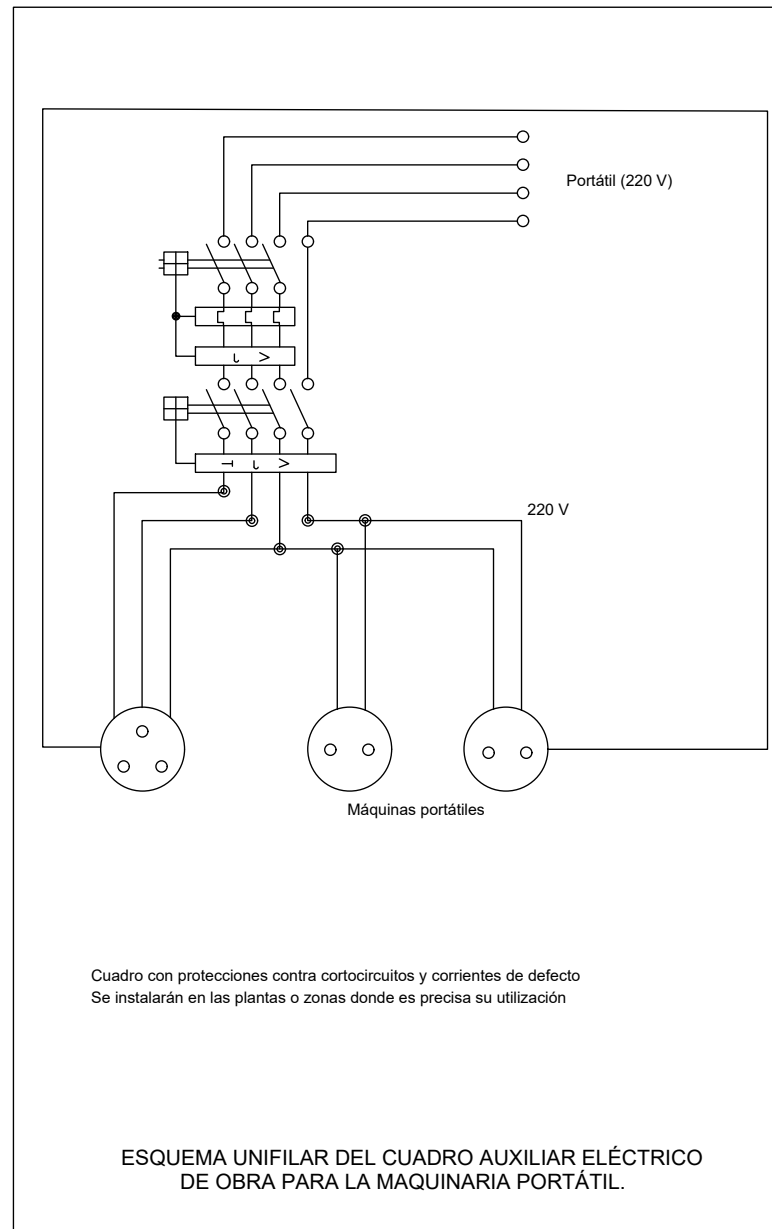 Portátil (220 V)
220 V
Máquinas portátiles
Cuadro con protecciones contra cortocircuitos y corrientes de defecto
Se instalarán en las plantas o zonas donde es precisa su utilización
ESQUEMA UNIFILAR DEL CUADRO AUXILIAR ELÉCTRICO
DE OBRA PARA LA MAQUINARIA PORTÁTIL.